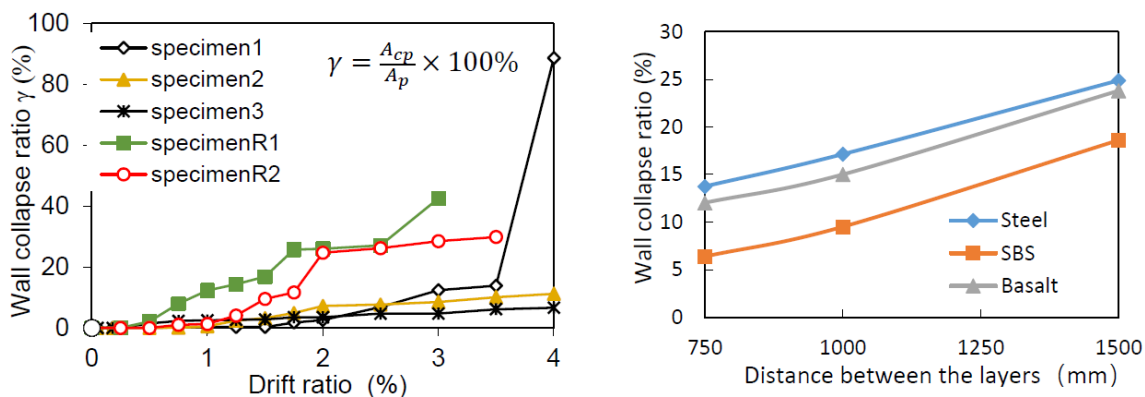 Wall collapse ratio γ (%)
100
80
60
40
20
0
specimen1
specimen2
specimen3
specimenR1
specimenR2
γ = A_cp / A_p × 100%
0 1 2 3 4
Drift ratio (%)
Wall collapse ratio (%)
30
25
20
15
10
5
0
Steel
SBS
Basalt
750 1000 1250 1500
Distance between the layers (mm)